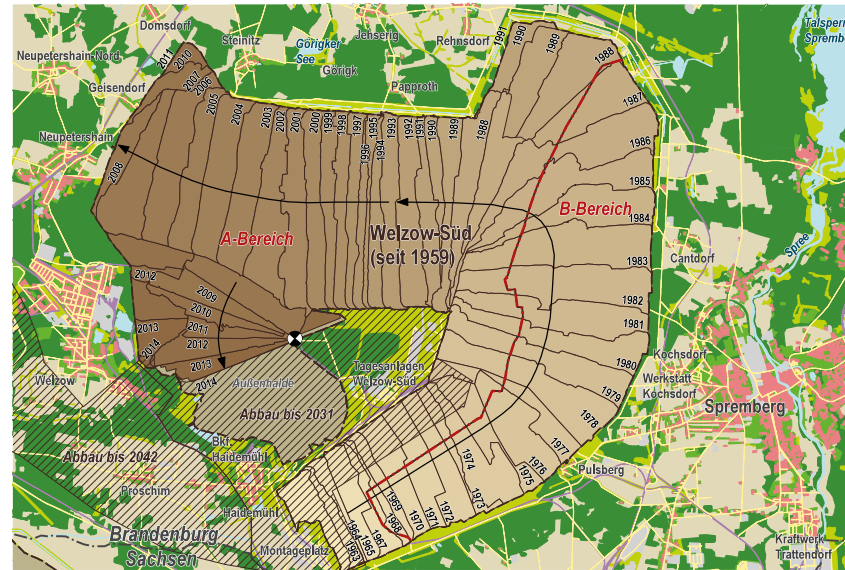 Domsdorf
Steinitz
Jehserig
Rehnsdorf
Talsperr
Spremb
Neupetershain-Nord
Görigker
See
Görigk
Geisendorf
Papproth
Neupetershain
2011
2010
2007
2006
2005
2004
2003
2002
2001
2000
1999
1998
1997
1996
1995
1994
1993
1992
1991
1990
1989
1988
1991
1990
1989
1988
1987
1986
1985
1984
1983
1982
1981
1980
1979
1978
1977
1976
1975
1974
1973
1972
1971
1970
1969
1968
1967
1965
1964
1963
2008
A-Bereich
B-Bereich
Welzow-Süd
(seit 1959)
Spree
Cantdorf
2012
2009
2010
2011
2012
2013
2014
2013
2014
Welzow
Außenhalde
Abbau bis 2031
Tagesanlagen
Welzow-Süd
Kochsdorf
Werkstatt
Kochsdorf
Spremberg
Abbau bis 2042
Bkf.
Haidemühl
Proschim
Haidemühl
Pulsberg
Brandenburg
Sachsen
Montageplatz
Kraftwerk
Trattendorf